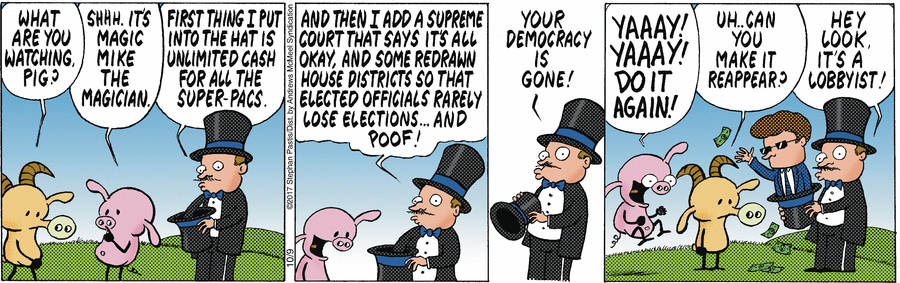 WHAT
ARE YOU
WATCHING,
PIG?
SHHH. IT'S
MAGIC
MIKE
THE
MAGICIAN.
FIRST THING I PUT
INTO THE HAT IS
UNLIMITED CASH
FOR ALL THE
SUPER-PACS.
10/9
©2017 Stephan Pastis/Dist. by Andrews McMeel Syndication
AND THEN I ADD A SUPREME
COURT THAT SAYS IT'S ALL
OKAY, AND SOME REDRAWN
HOUSE DISTRICTS SO THAT
ELECTED OFFICIALS RARELY
LOSE ELECTIONS... AND
POOF!
YOUR
DEMOCRACY
IS
GONE!
YAAAY!
YAAAY!
DO IT
AGAIN!
UH..CAN
YOU
MAKE IT
REAPPEAR?
HEY
LOOK,
IT'S A
LOBBYIST!